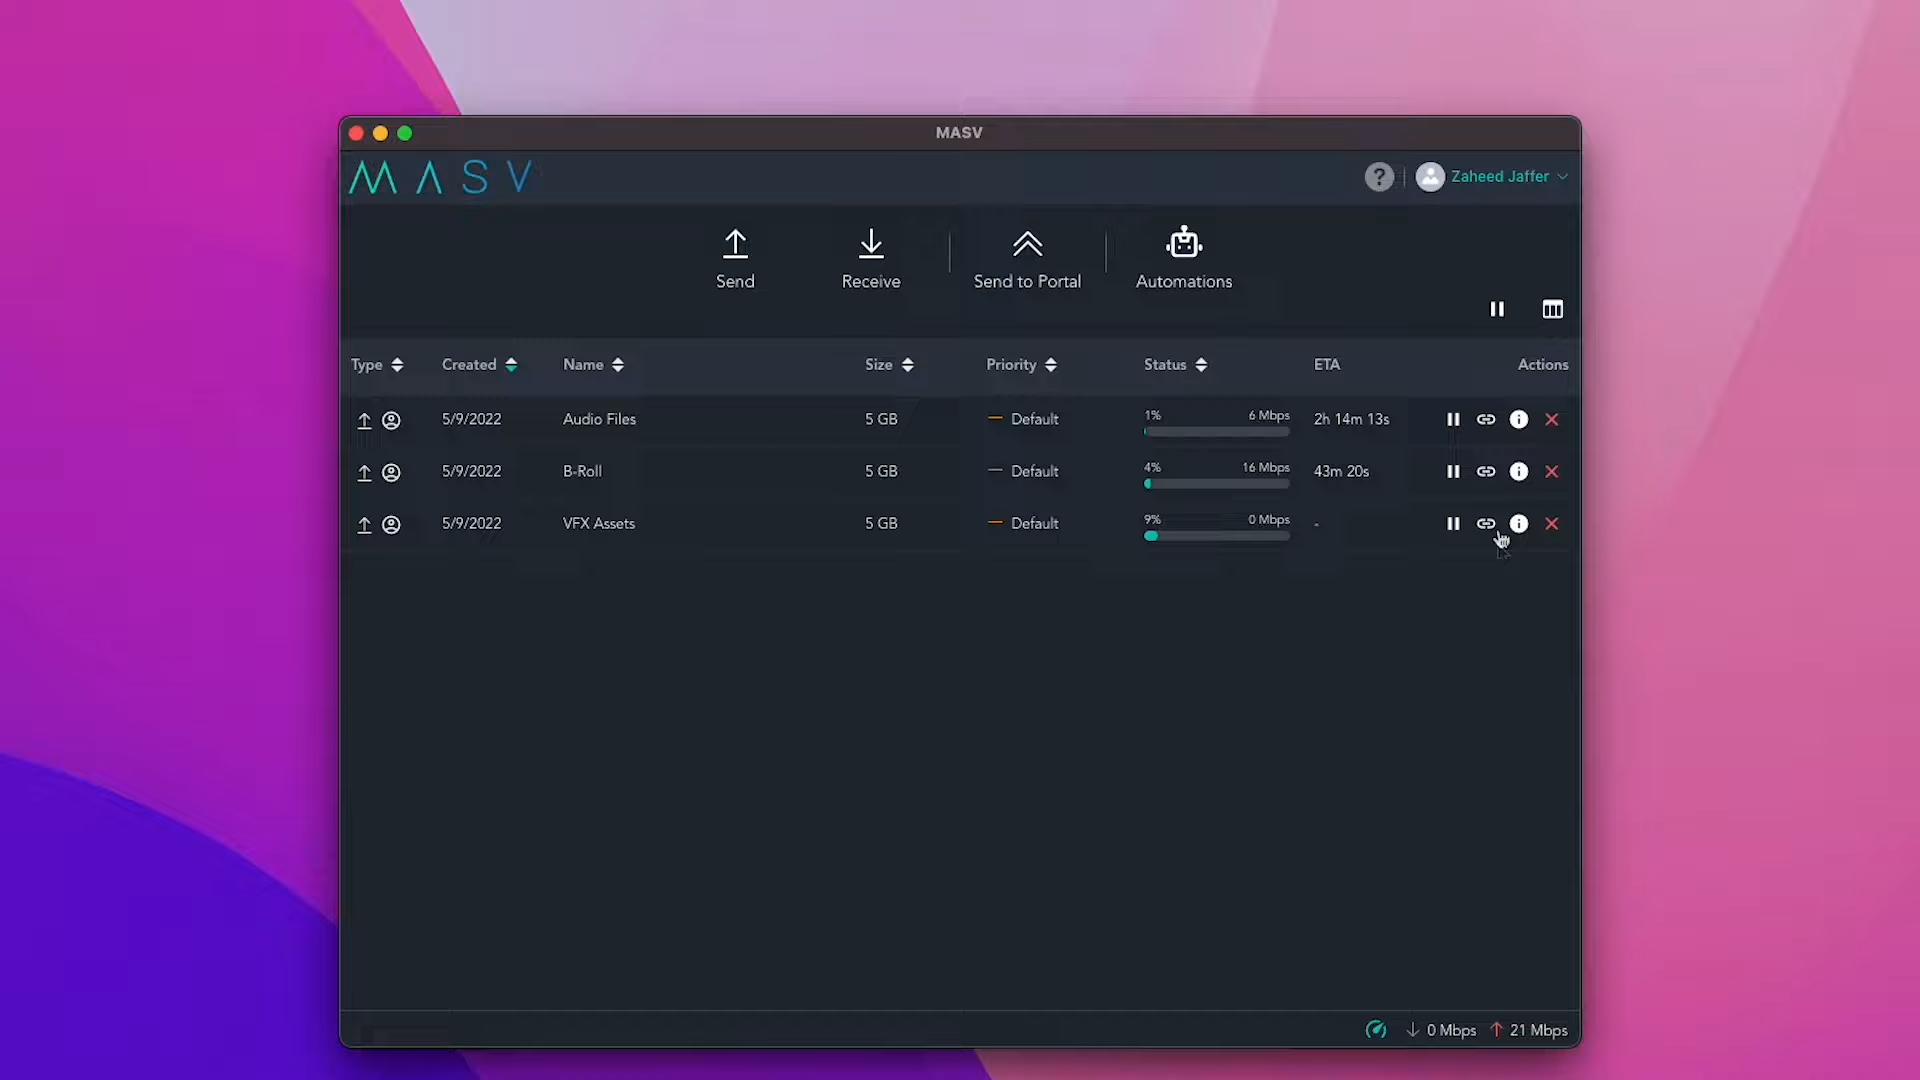 MASV
MASV
? Zaheed Jaffer
Send Receive Send to Portal Automations
Type Created Name Size Priority Status ETA Actions
5/9/2022 Audio Files 5 GB Default 1% 6 Mbps 2h 14m 13s
5/9/2022 B-Roll 5 GB Default 4% 16 Mbps 43m 20s
5/9/2022 VFX Assets 5 GB Default 9% 0 Mbps -
0 Mbps 21 Mbps